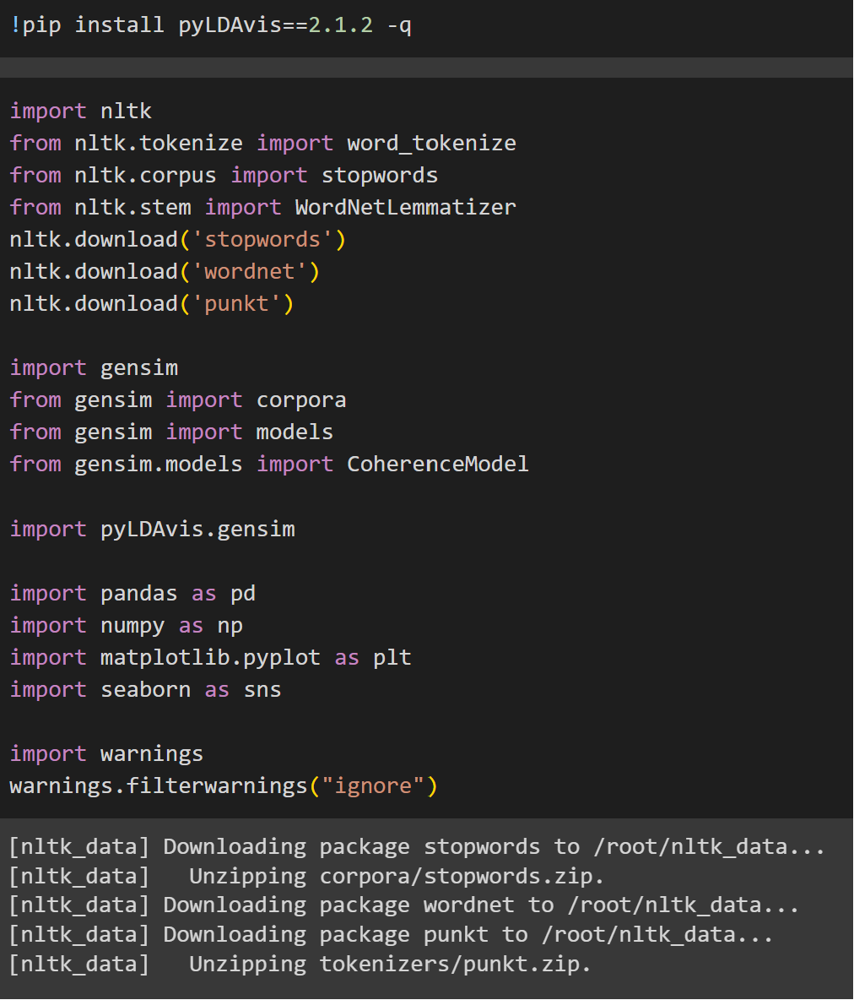 !pip install pyLDAvis==2.1.2 -q
import nltk
from nltk.tokenize import word_tokenize
from nltk.corpus import stopwords
from nltk.stem import WordNetLemmatizer
nltk.download('stopwords')
nltk.download('wordnet')
nltk.download('punkt')
import gensim
from gensim import corpora
from gensim import models
from gensim.models import CoherenceModel
import pyLDAvis.gensim
import pandas as pd
import numpy as np
import matplotlib.pyplot as plt
import seaborn as sns
import warnings
warnings.filterwarnings("ignore")
[nltk_data] Downloading package stopwords to /root/nltk_data...
[nltk_data]   Unzipping corpora/stopwords.zip.
[nltk_data] Downloading package wordnet to /root/nltk_data...
[nltk_data] Downloading package punkt to /root/nltk_data...
[nltk_data]   Unzipping tokenizers/punkt.zip.